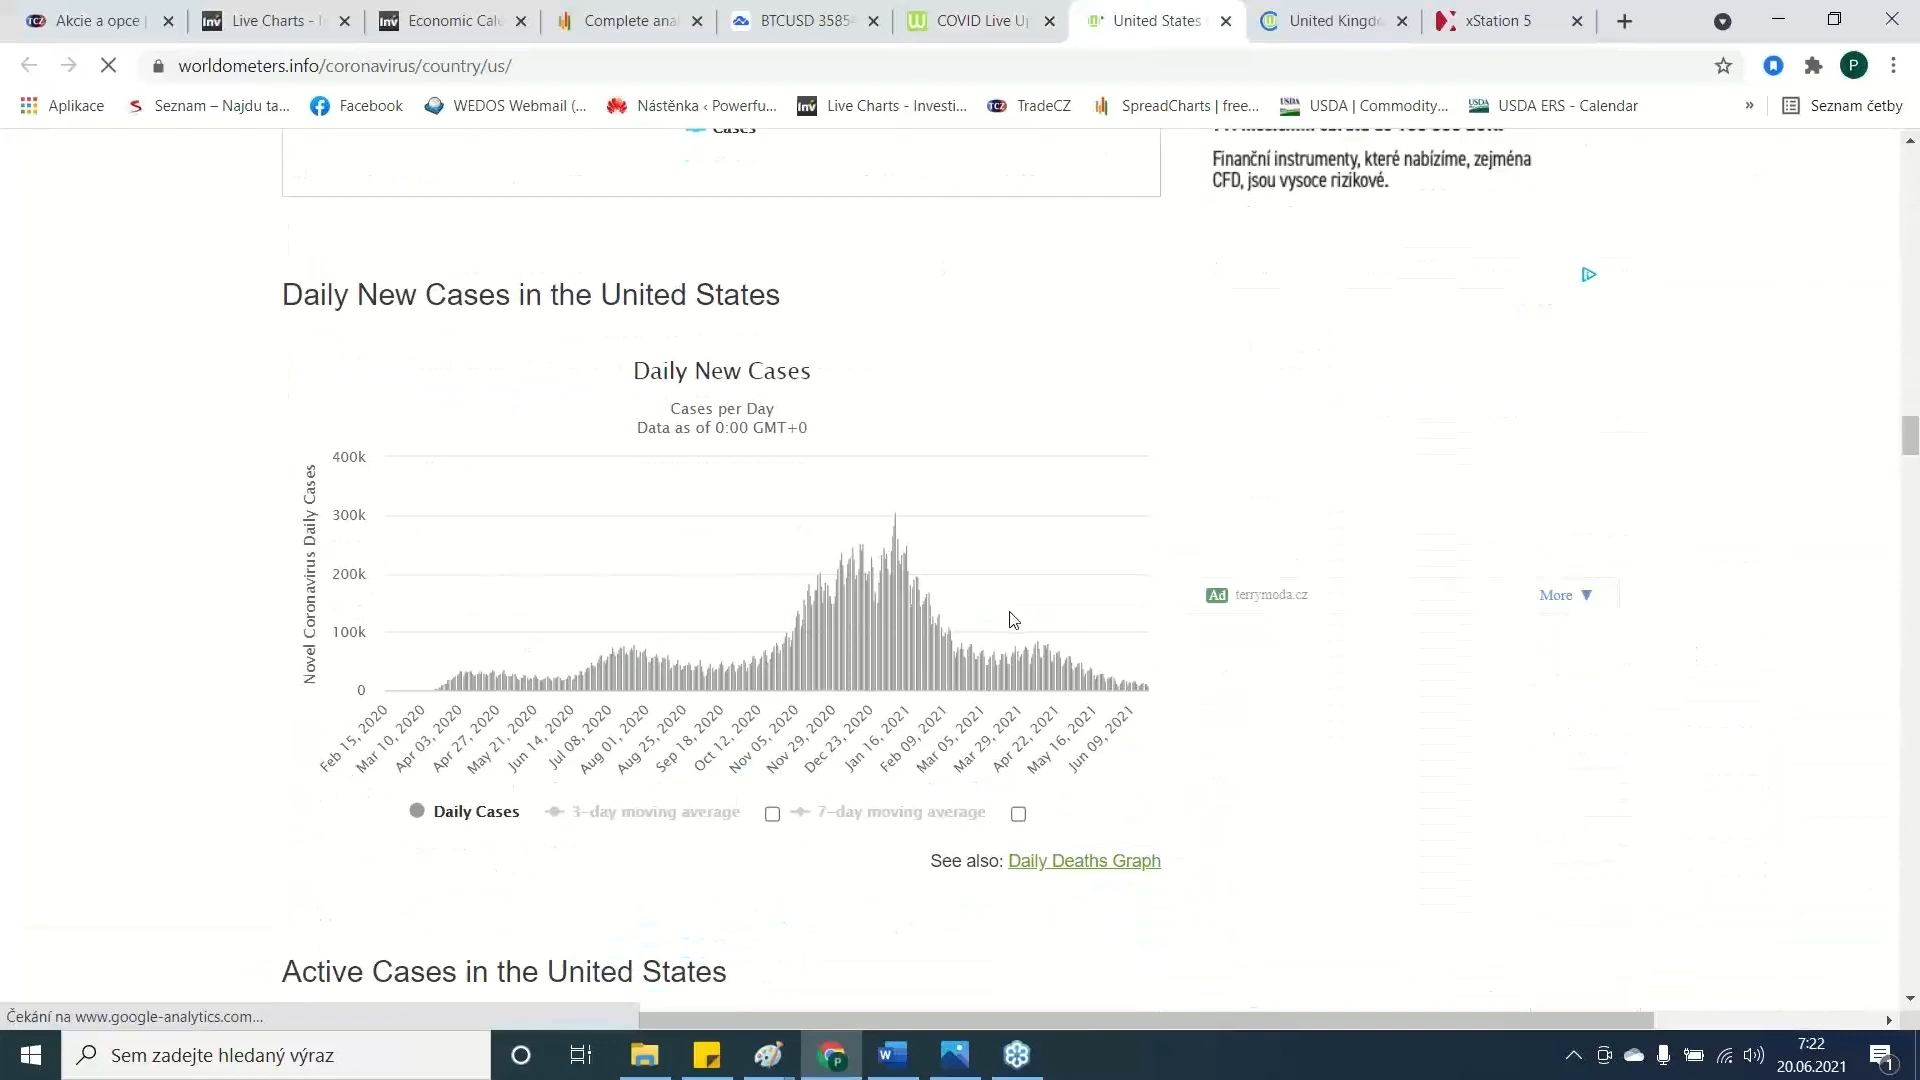 Akcie a opce
Live Charts - I
Economic Cal
Complete anal
BTCUSD 3585
COVID Live Up
United States
United Kingdo
xStation 5
worldometers.info/coronavirus/country/us/
P
Aplikace
Seznam – Najdu ta...
Facebook
WEDOS Webmail (...
Nástěnka ‹ Powerfu...
Live Charts - Investi...
TradeCZ
SpreadCharts | free...
USDA | Commodity...
USDA ERS - Calendar
»
Seznam četby
Cases
Finanční instrumenty, které nabízíme, zejména
CFD, jsou vysoce rizikové.
Daily New Cases in the United States
Daily New Cases
Cases per Day
Data as of 0:00 GMT+0
Novel Coronavirus Daily Cases
400k
300k
200k
100k
0
Feb 15, 2020
Mar 10, 2020
Apr 03, 2020
Apr 27, 2020
May 21, 2020
Jun 14, 2020
Jul 08, 2020
Aug 01, 2020
Aug 25, 2020
Sep 18, 2020
Oct 12, 2020
Nov 05, 2020
Nov 29, 2020
Dec 23, 2020
Jan 16, 2021
Feb 09, 2021
Mar 05, 2021
Mar 29, 2021
Apr 22, 2021
May 16, 2021
Jun 09, 2021
Daily Cases
3-day moving average
7-day moving average
Ad terrymoda.cz
More
See also: Daily Deaths Graph
Active Cases in the United States
Čekání na www.google-analytics.com...
Sem zadejte hledaný výraz
7:22
20.06.2021
1